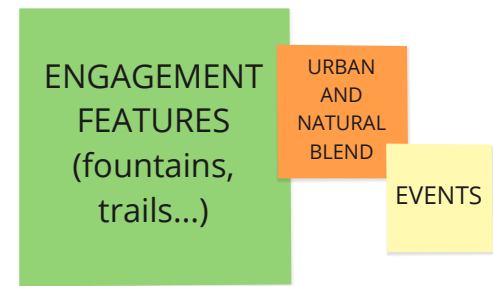 ENGAGEMENT
FEATURES
(fountains,
trails...)
URBAN
AND
NATURAL
BLEND
EVENTS